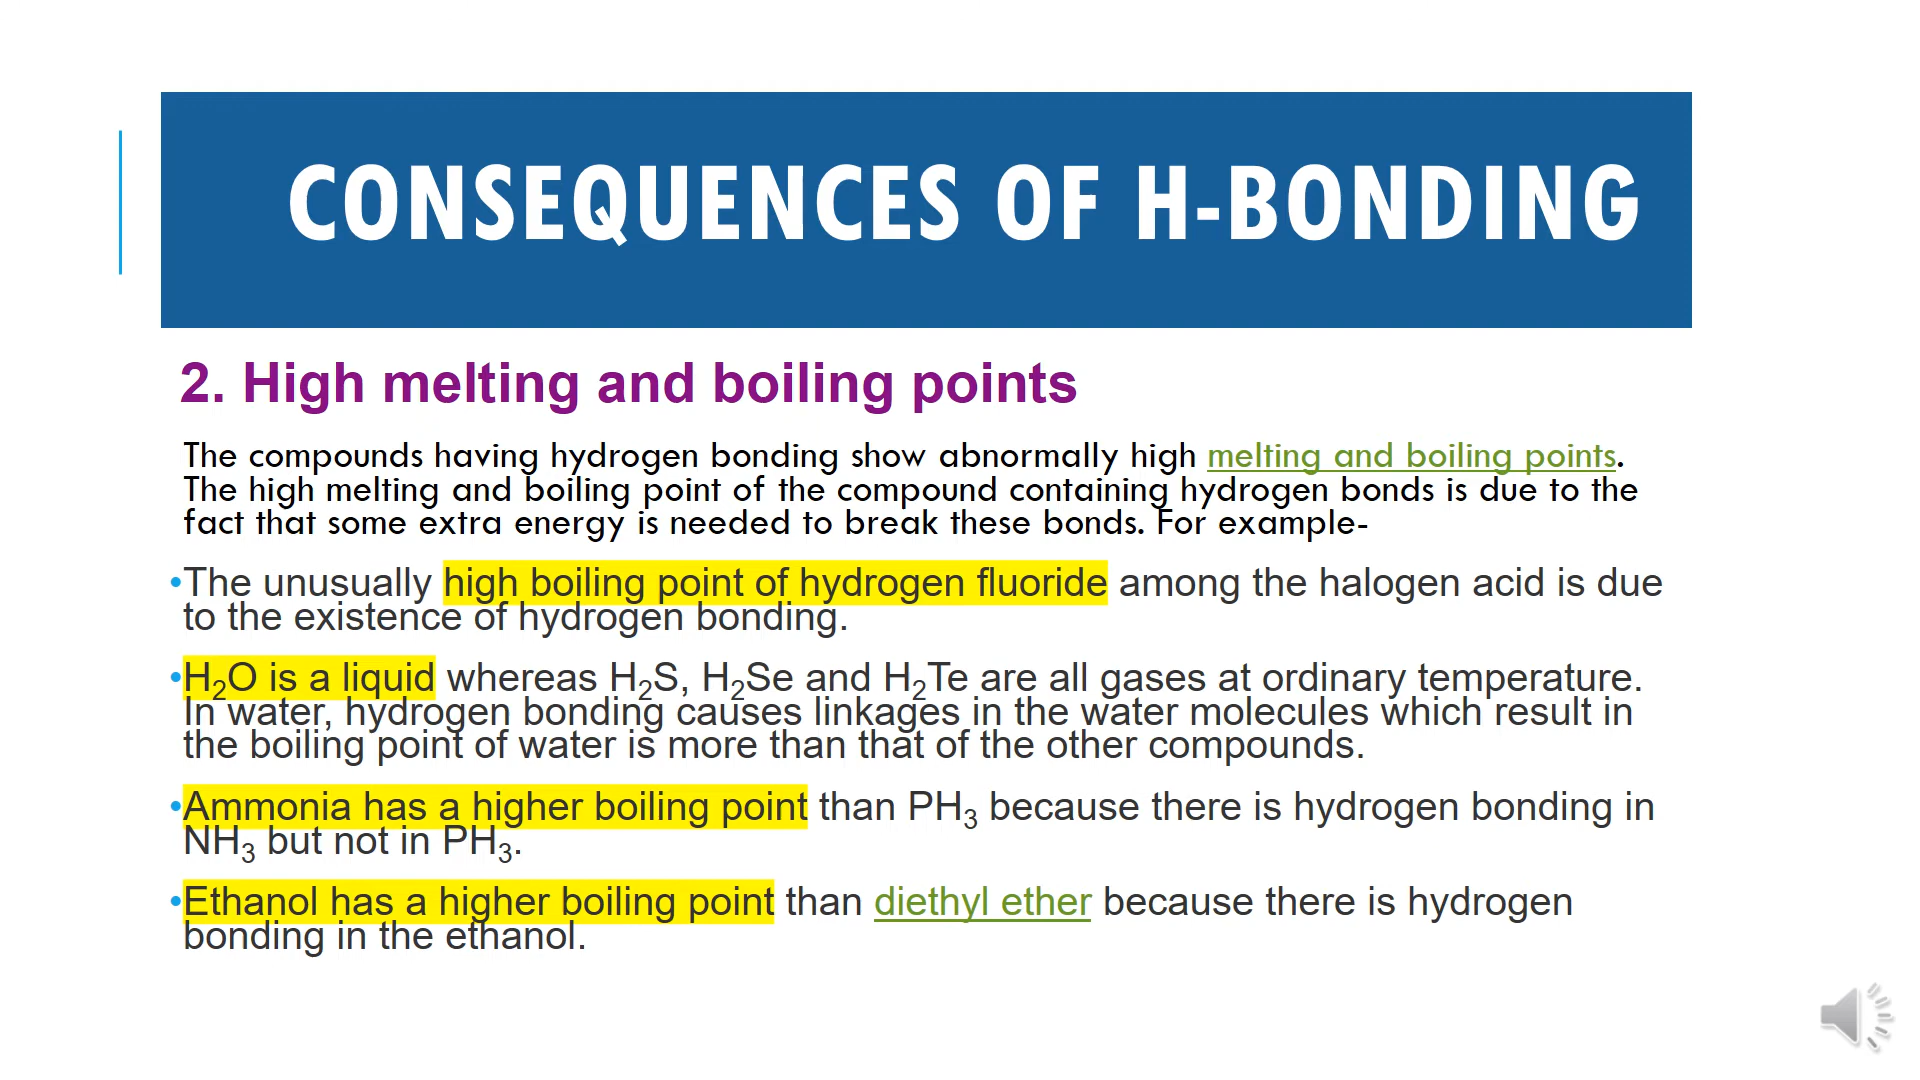 CONSEQUENCES OF H-BONDING
2. High melting and boiling points
The compounds having hydrogen bonding show abnormally high melting and boiling points.
The high melting and boiling point of the compound containing hydrogen bonds is due to the
fact that some extra energy is needed to break these bonds. For example-
•The unusually high boiling point of hydrogen fluoride among the halogen acid is due
to the existence of hydrogen bonding.
•H₂O is a liquid whereas H₂S, H₂Se and H₂Te are all gases at ordinary temperature.
In water, hydrogen bonding causes linkages in the water molecules which result in
the boiling point of water is more than that of the other compounds.
•Ammonia has a higher boiling point than PH₃ because there is hydrogen bonding in
NH₃ but not in PH₃.
•Ethanol has a higher boiling point than diethyl ether because there is hydrogen
bonding in the ethanol.